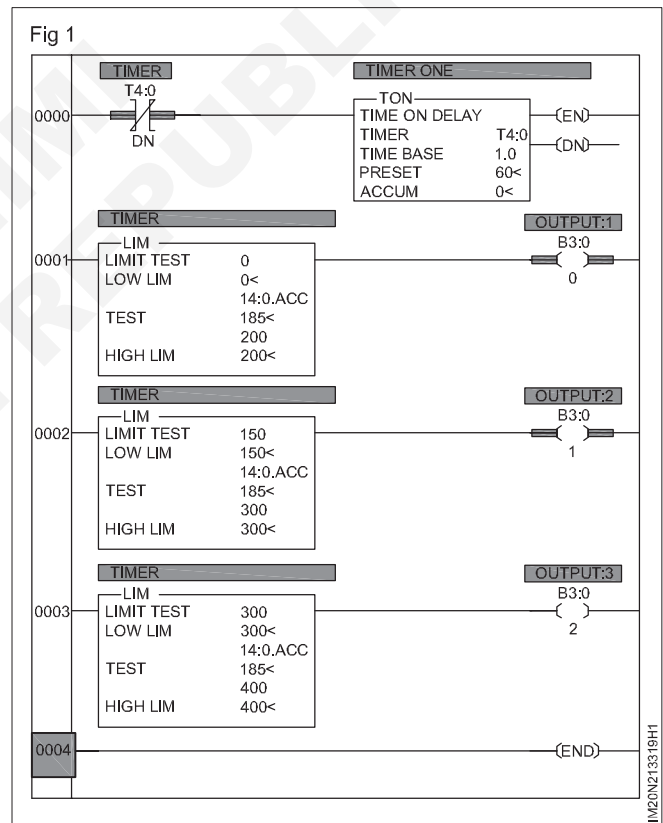 Fig 1
TIMER
TIMER ONE
T4:0
DN
0000
TON
TIME ON DELAY
TIMER T4:0
TIME BASE 1.0
PRESET 60<
ACCUM 0<
(EN)
(DN)
TIMER
OUTPUT:1
B3:0
0
0001
LIM
LIMIT TEST 0
LOW LIM 0<
14:0.ACC
TEST 185<
200
HIGH LIM 200<
TIMER
OUTPUT:2
B3:0
1
0002
LIM
LIMIT TEST 150
LOW LIM 150<
14:0.ACC
TEST 185<
300
HIGH LIM 300<
TIMER
OUTPUT:3
B3:0
2
0003
LIM
LIMIT TEST 300
LOW LIM 300<
14:0.ACC
TEST 185<
400
HIGH LIM 400<
0004
(END)
IM20N213319H1